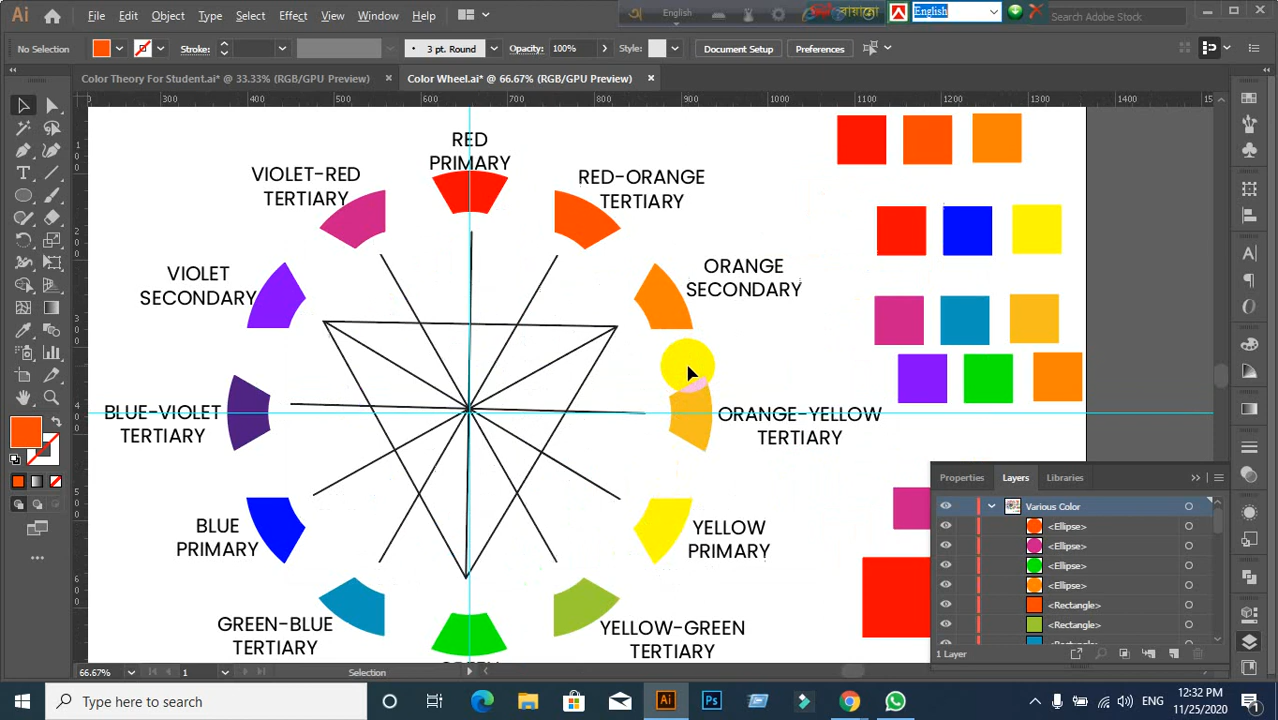 Ai File Edit Object Type Select Effect View Window Help
English
English
Search Adobe Stock
No Selection Stroke: 3 pt. Round Opacity: 100% Style: Document Setup Preferences
Color Theory For Student.ai* @ 33.33% (RGB/GPU Preview) Color Wheel.ai* @ 66.67% (RGB/GPU Preview)
300 400 500 600 700 800 900 1000 1100 1200 1300 1400
RED
PRIMARY
VIOLET-RED
TERTIARY
RED-ORANGE
TERTIARY
VIOLET
SECONDARY
ORANGE
SECONDARY
BLUE-VIOLET
TERTIARY
ORANGE-YELLOW
TERTIARY
BLUE
PRIMARY
YELLOW
PRIMARY
GREEN-BLUE
TERTIARY
YELLOW-GREEN
TERTIARY
GREEN
Properties Layers Libraries
Various Color
<Ellipse>
<Ellipse>
<Ellipse>
<Ellipse>
<Rectangle>
<Rectangle>
<Rectangle>
1 Layer
66.67% 1 Selection
Type here to search
Ai Ps
ENG
12:32 PM
11/25/2020